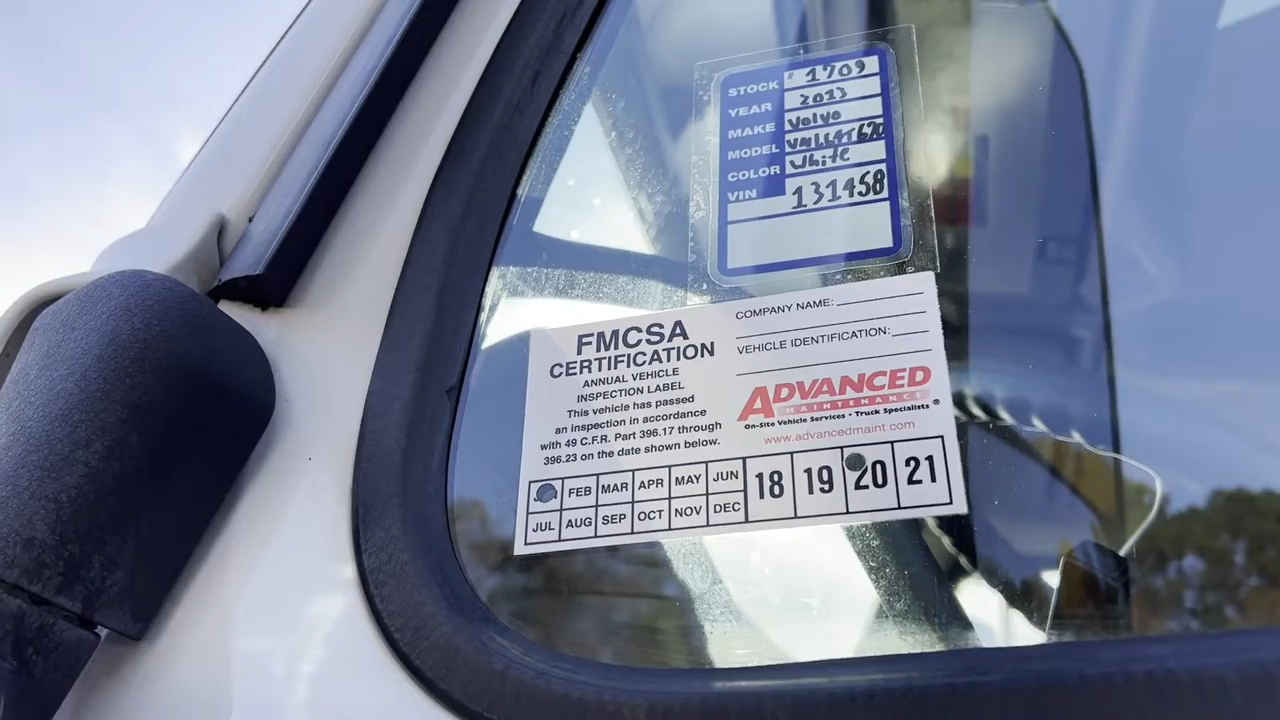 STOCK # 1709
YEAR 2013
MAKE Volvo
MODEL VNL64T670
COLOR White
VIN 131458
FMCSA
CERTIFICATION
ANNUAL VEHICLE
INSPECTION LABEL
This vehicle has passed
an inspection in accordance
with 49 C.F.R. Part 396.17 through
396.23 on the date shown below.
COMPANY NAME:
VEHICLE IDENTIFICATION:
ADVANCED
MAINTENANCE
On-Site Vehicle Services • Truck Specialists ®
www.advancedmaint.com
FEB MAR APR MAY JUN
JUL AUG SEP OCT NOV DEC
18 19 20 21